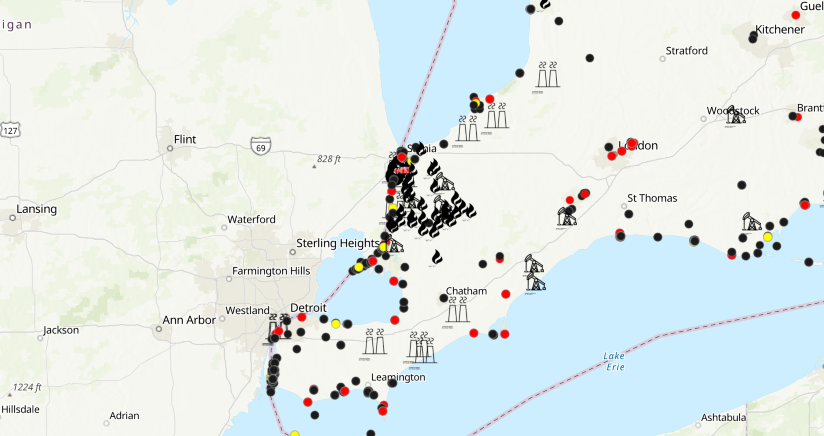 Guel
igan
Kitchener
Stratford
127
Flint
69
828 ft
Sarnia
Woodstock
Brant
London
Lansing
Waterford
St Thomas
Sterling Heights
Farmington Hills
Chatham
Westland
Detroit
Ann Arbor
Jackson
Lake
Erie
Leamington
1224 ft
Hillsdale
Adrian
Ashtabula